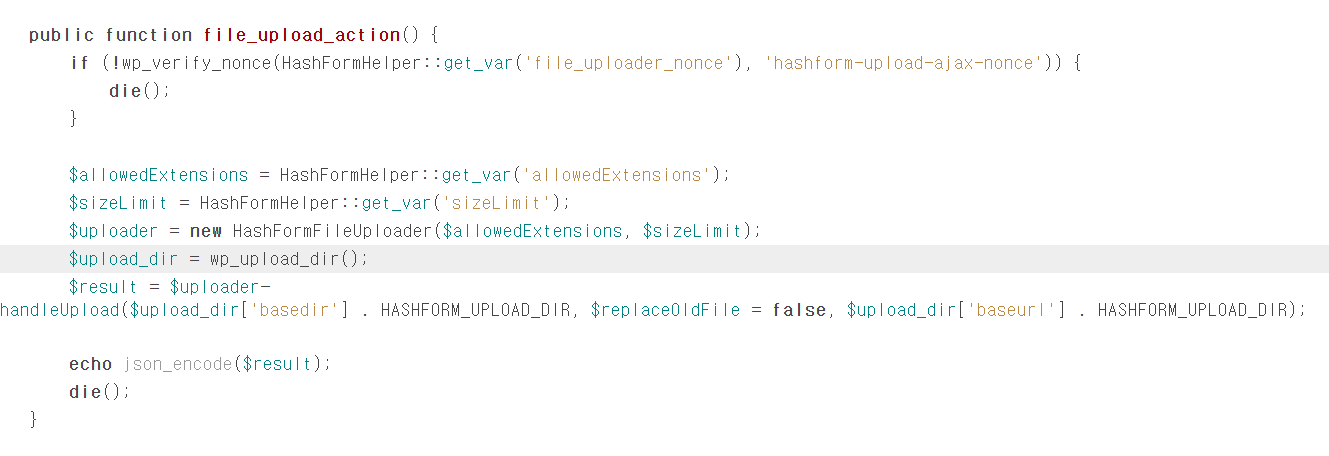 public function file_upload_action() {
if (!wp_verify_nonce(HashFormHelper::get_var('file_uploader_nonce'), 'hashform-upload-ajax-nonce')) {
die();
}
$allowedExtensions = HashFormHelper::get_var('allowedExtensions');
$sizeLimit = HashFormHelper::get_var('sizeLimit');
$uploader = new HashFormFileUploader($allowedExtensions, $sizeLimit);
$upload_dir = wp_upload_dir();
$result = $uploader-
handleUpload($upload_dir['basedir'] . HASHFORM_UPLOAD_DIR, $replaceOldFile = false, $upload_dir['baseurl'] . HASHFORM_UPLOAD_DIR);
echo json_encode($result);
die();
}